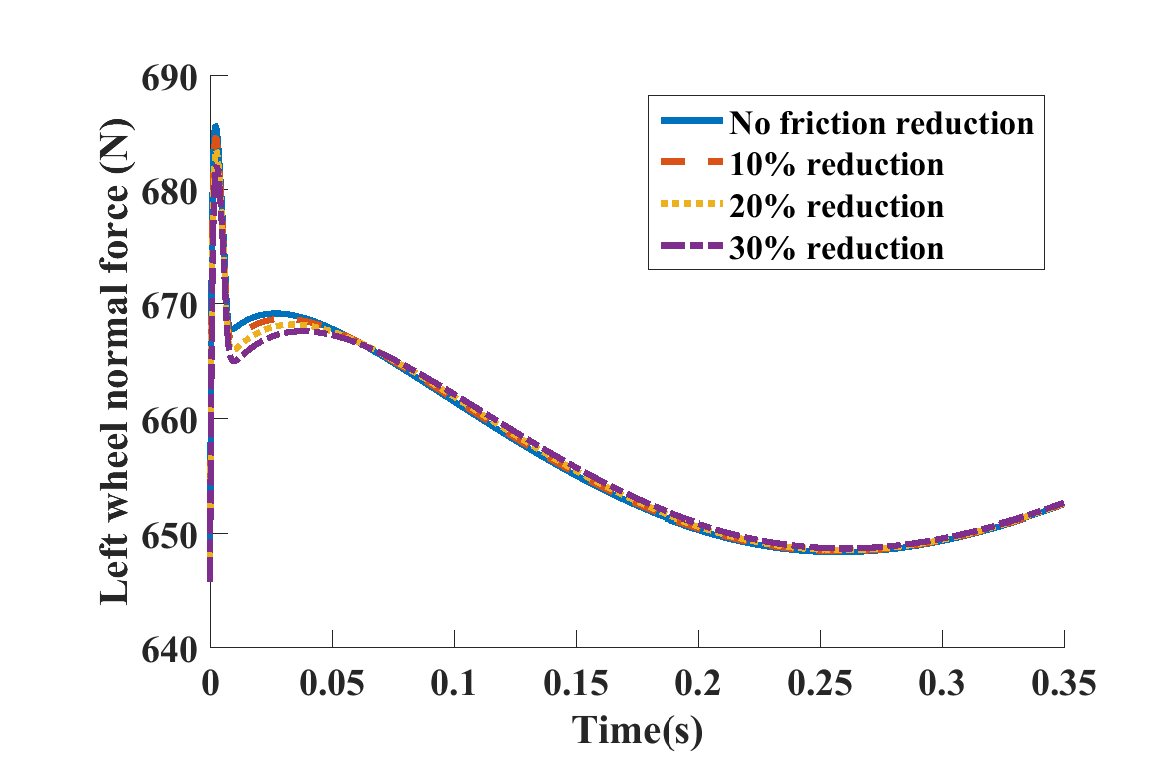 690
680
670
660
650
640
Left wheel normal force (N)
No friction reduction
10% reduction
20% reduction
30% reduction
0
0.05
0.1
0.15
0.2
0.25
0.3
0.35
Time(s)